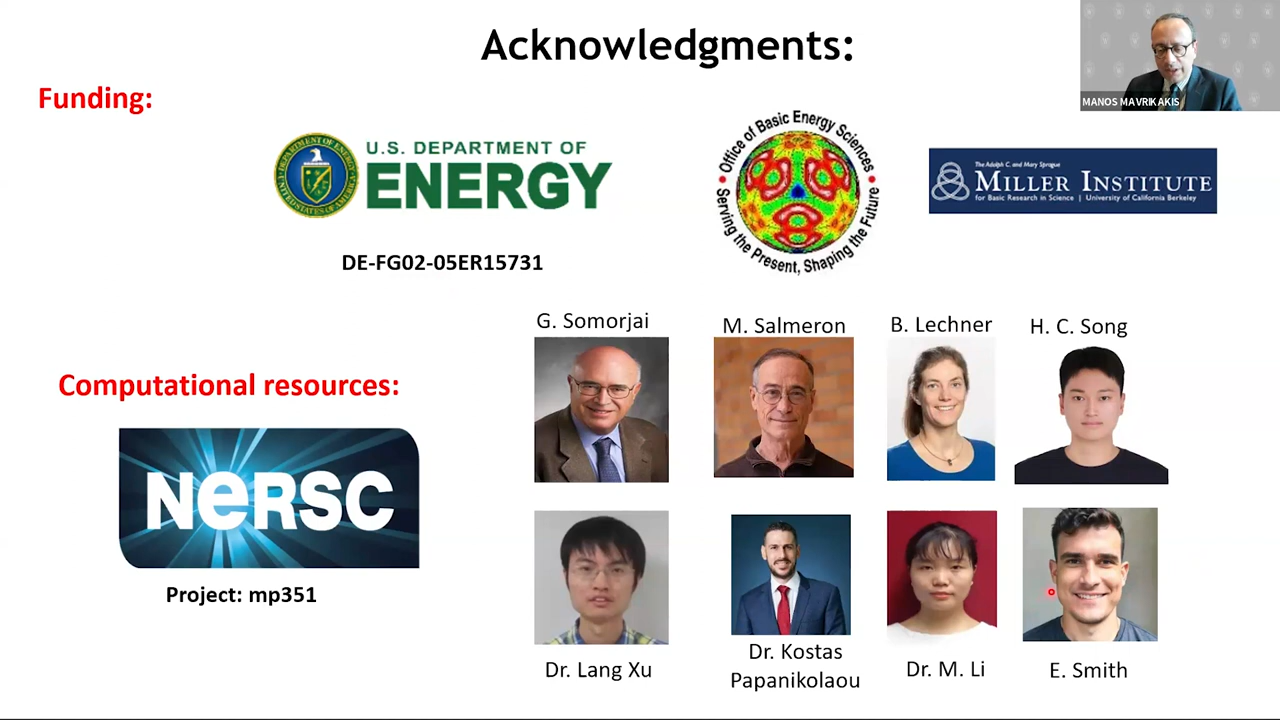 Acknowledgments:
MANOS MAVRIKAKIS
Funding:
U.S. DEPARTMENT OF
ENERGY
Office of Basic Energy Sciences
Serving the Present, Shaping the Future
The Adolph C. and Mary Sprague
MILLER INSTITUTE
for Basic Research in Science | University of California Berkeley
DE-FG02-05ER15731
G. Somorjai
M. Salmeron
B. Lechner
H. C. Song
Computational resources:
NeRSC
Project: mp351
Dr. Lang Xu
Dr. Kostas
Papanikolaou
Dr. M. Li
E. Smith